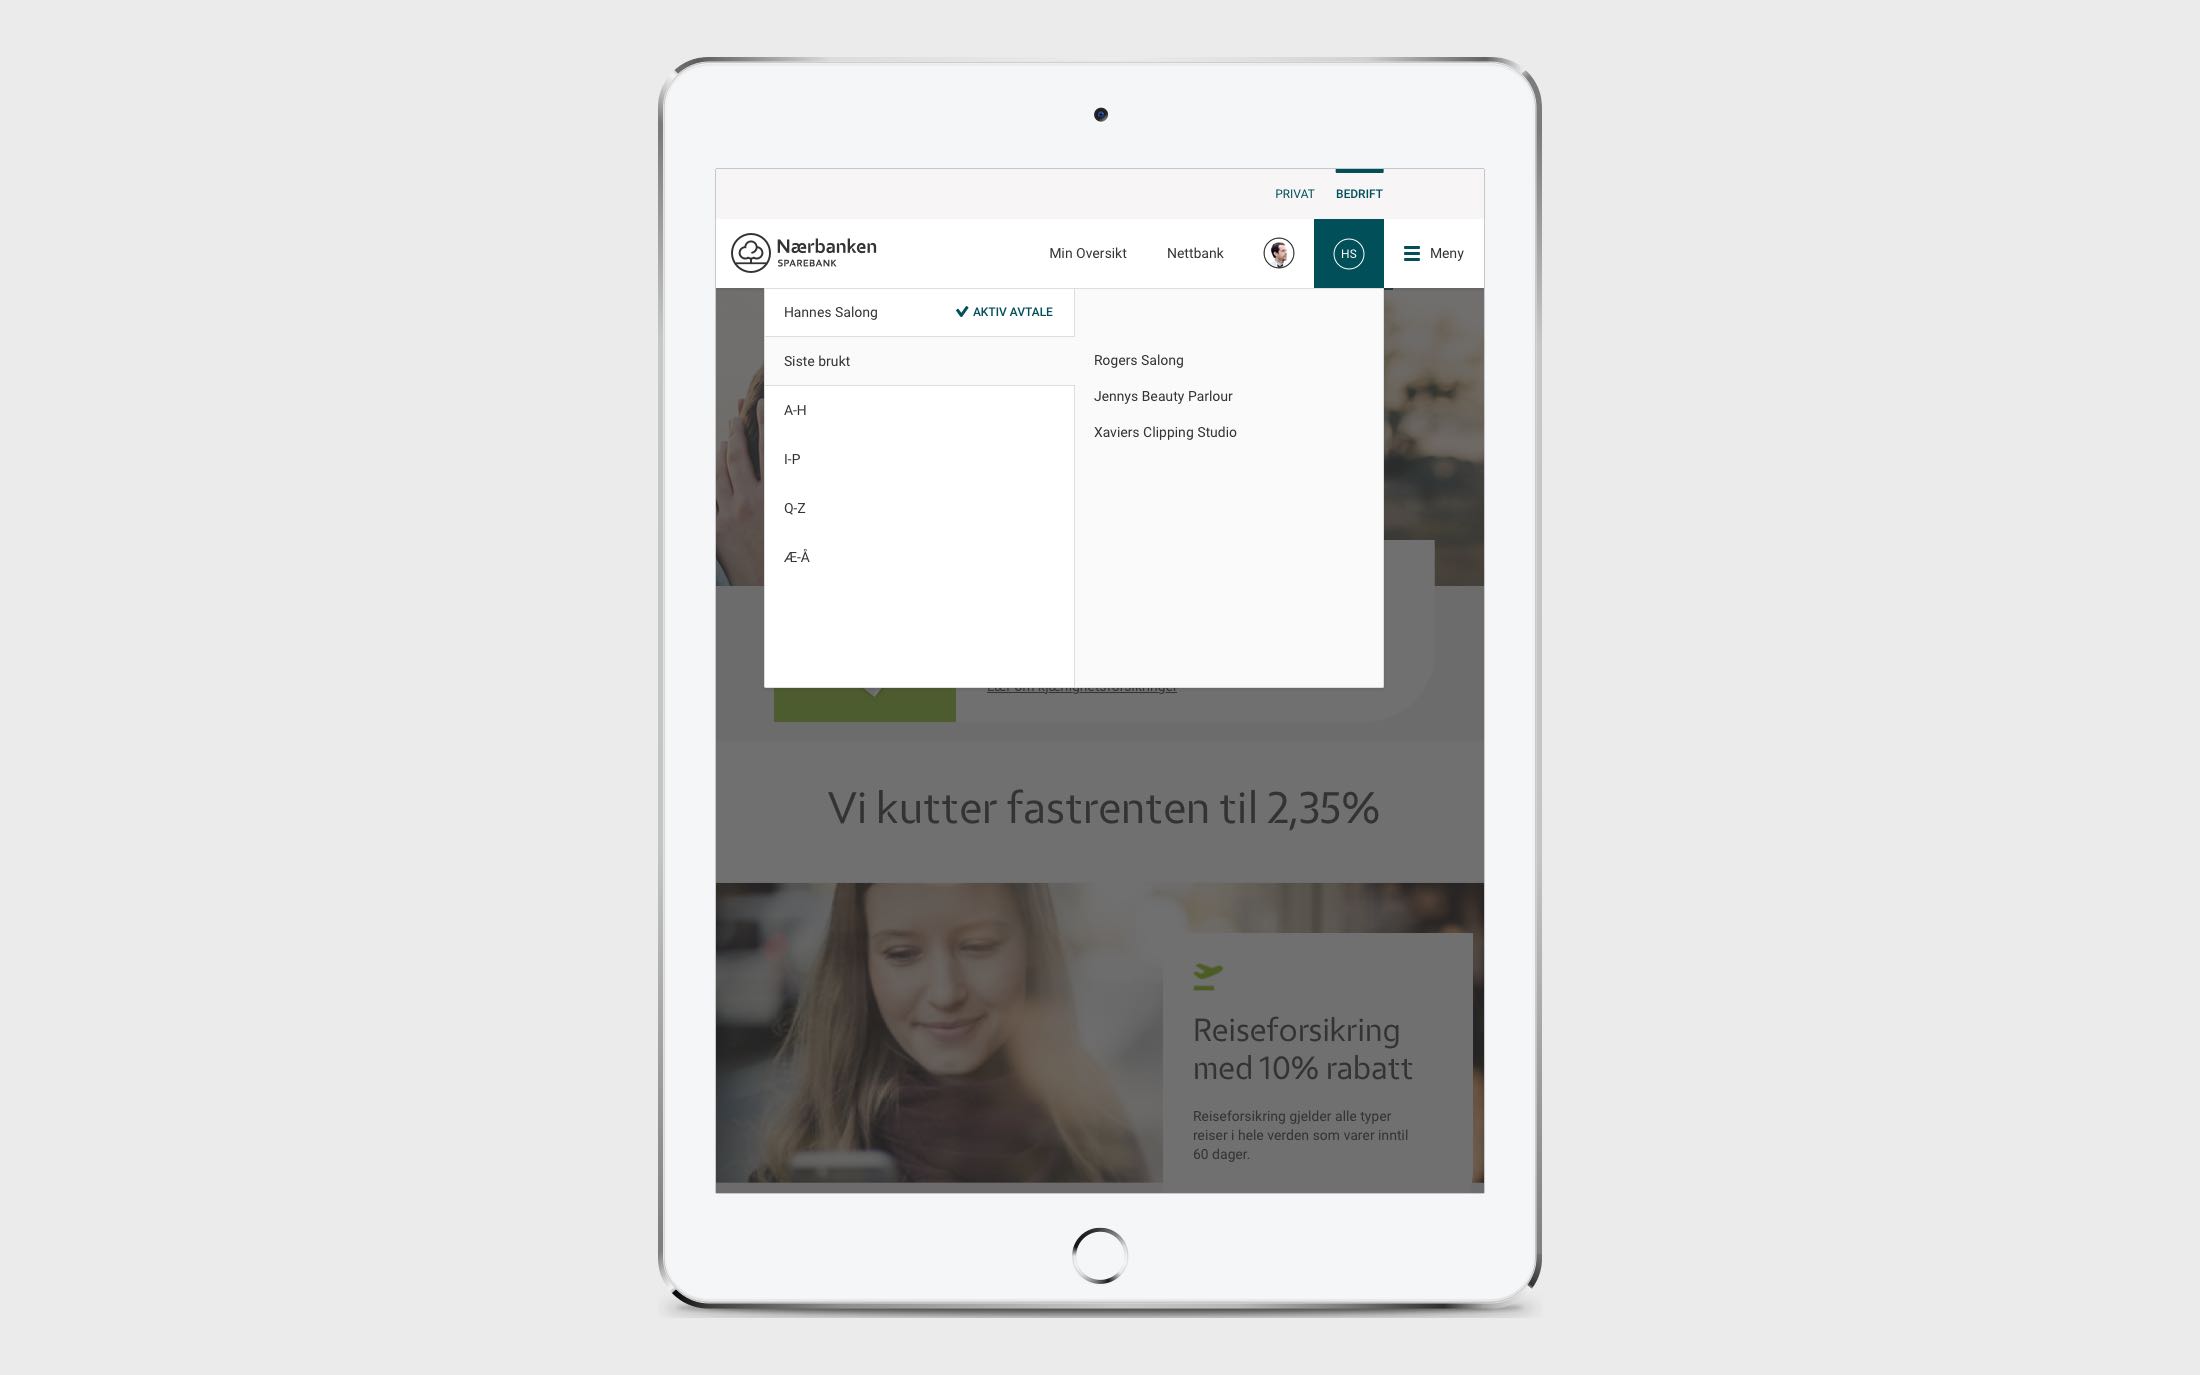 PRIVAT BEDRIFT
Nærbanken
SPAREBANK
Min Oversikt Nettbank HS Meny
Hannes Salong AKTIV AVTALE
Siste brukt
A-H
I-P
Q-Z
Æ-Å
Rogers Salong
Jennys Beauty Parlour
Xaviers Clipping Studio
Vi kutter fastrenten til 2,35%
Reiseforsikring
med 10% rabatt
Reiseforsikring gjelder alle typer
reiser i hele verden som varer inntil
60 dager.